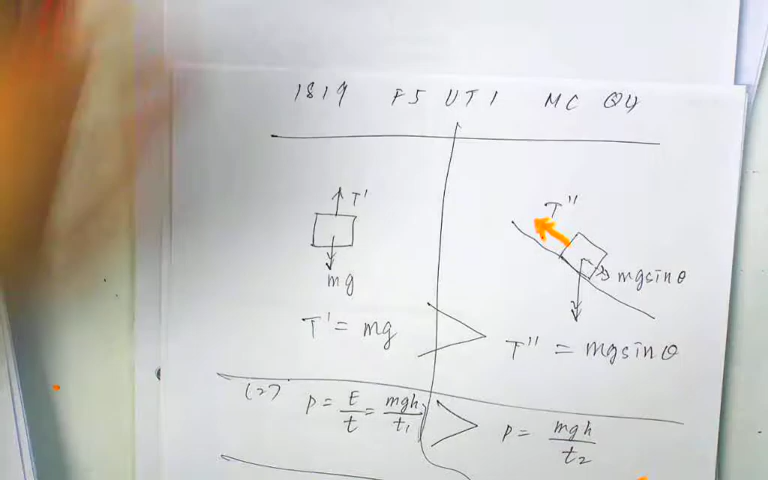 1819 F5 UT1 MC Q4
T' T"
mg mgsinθ
T' = mg > T" = mgsinθ
(2) P = E/t = mgh/t₁ > P = mgh/t₂